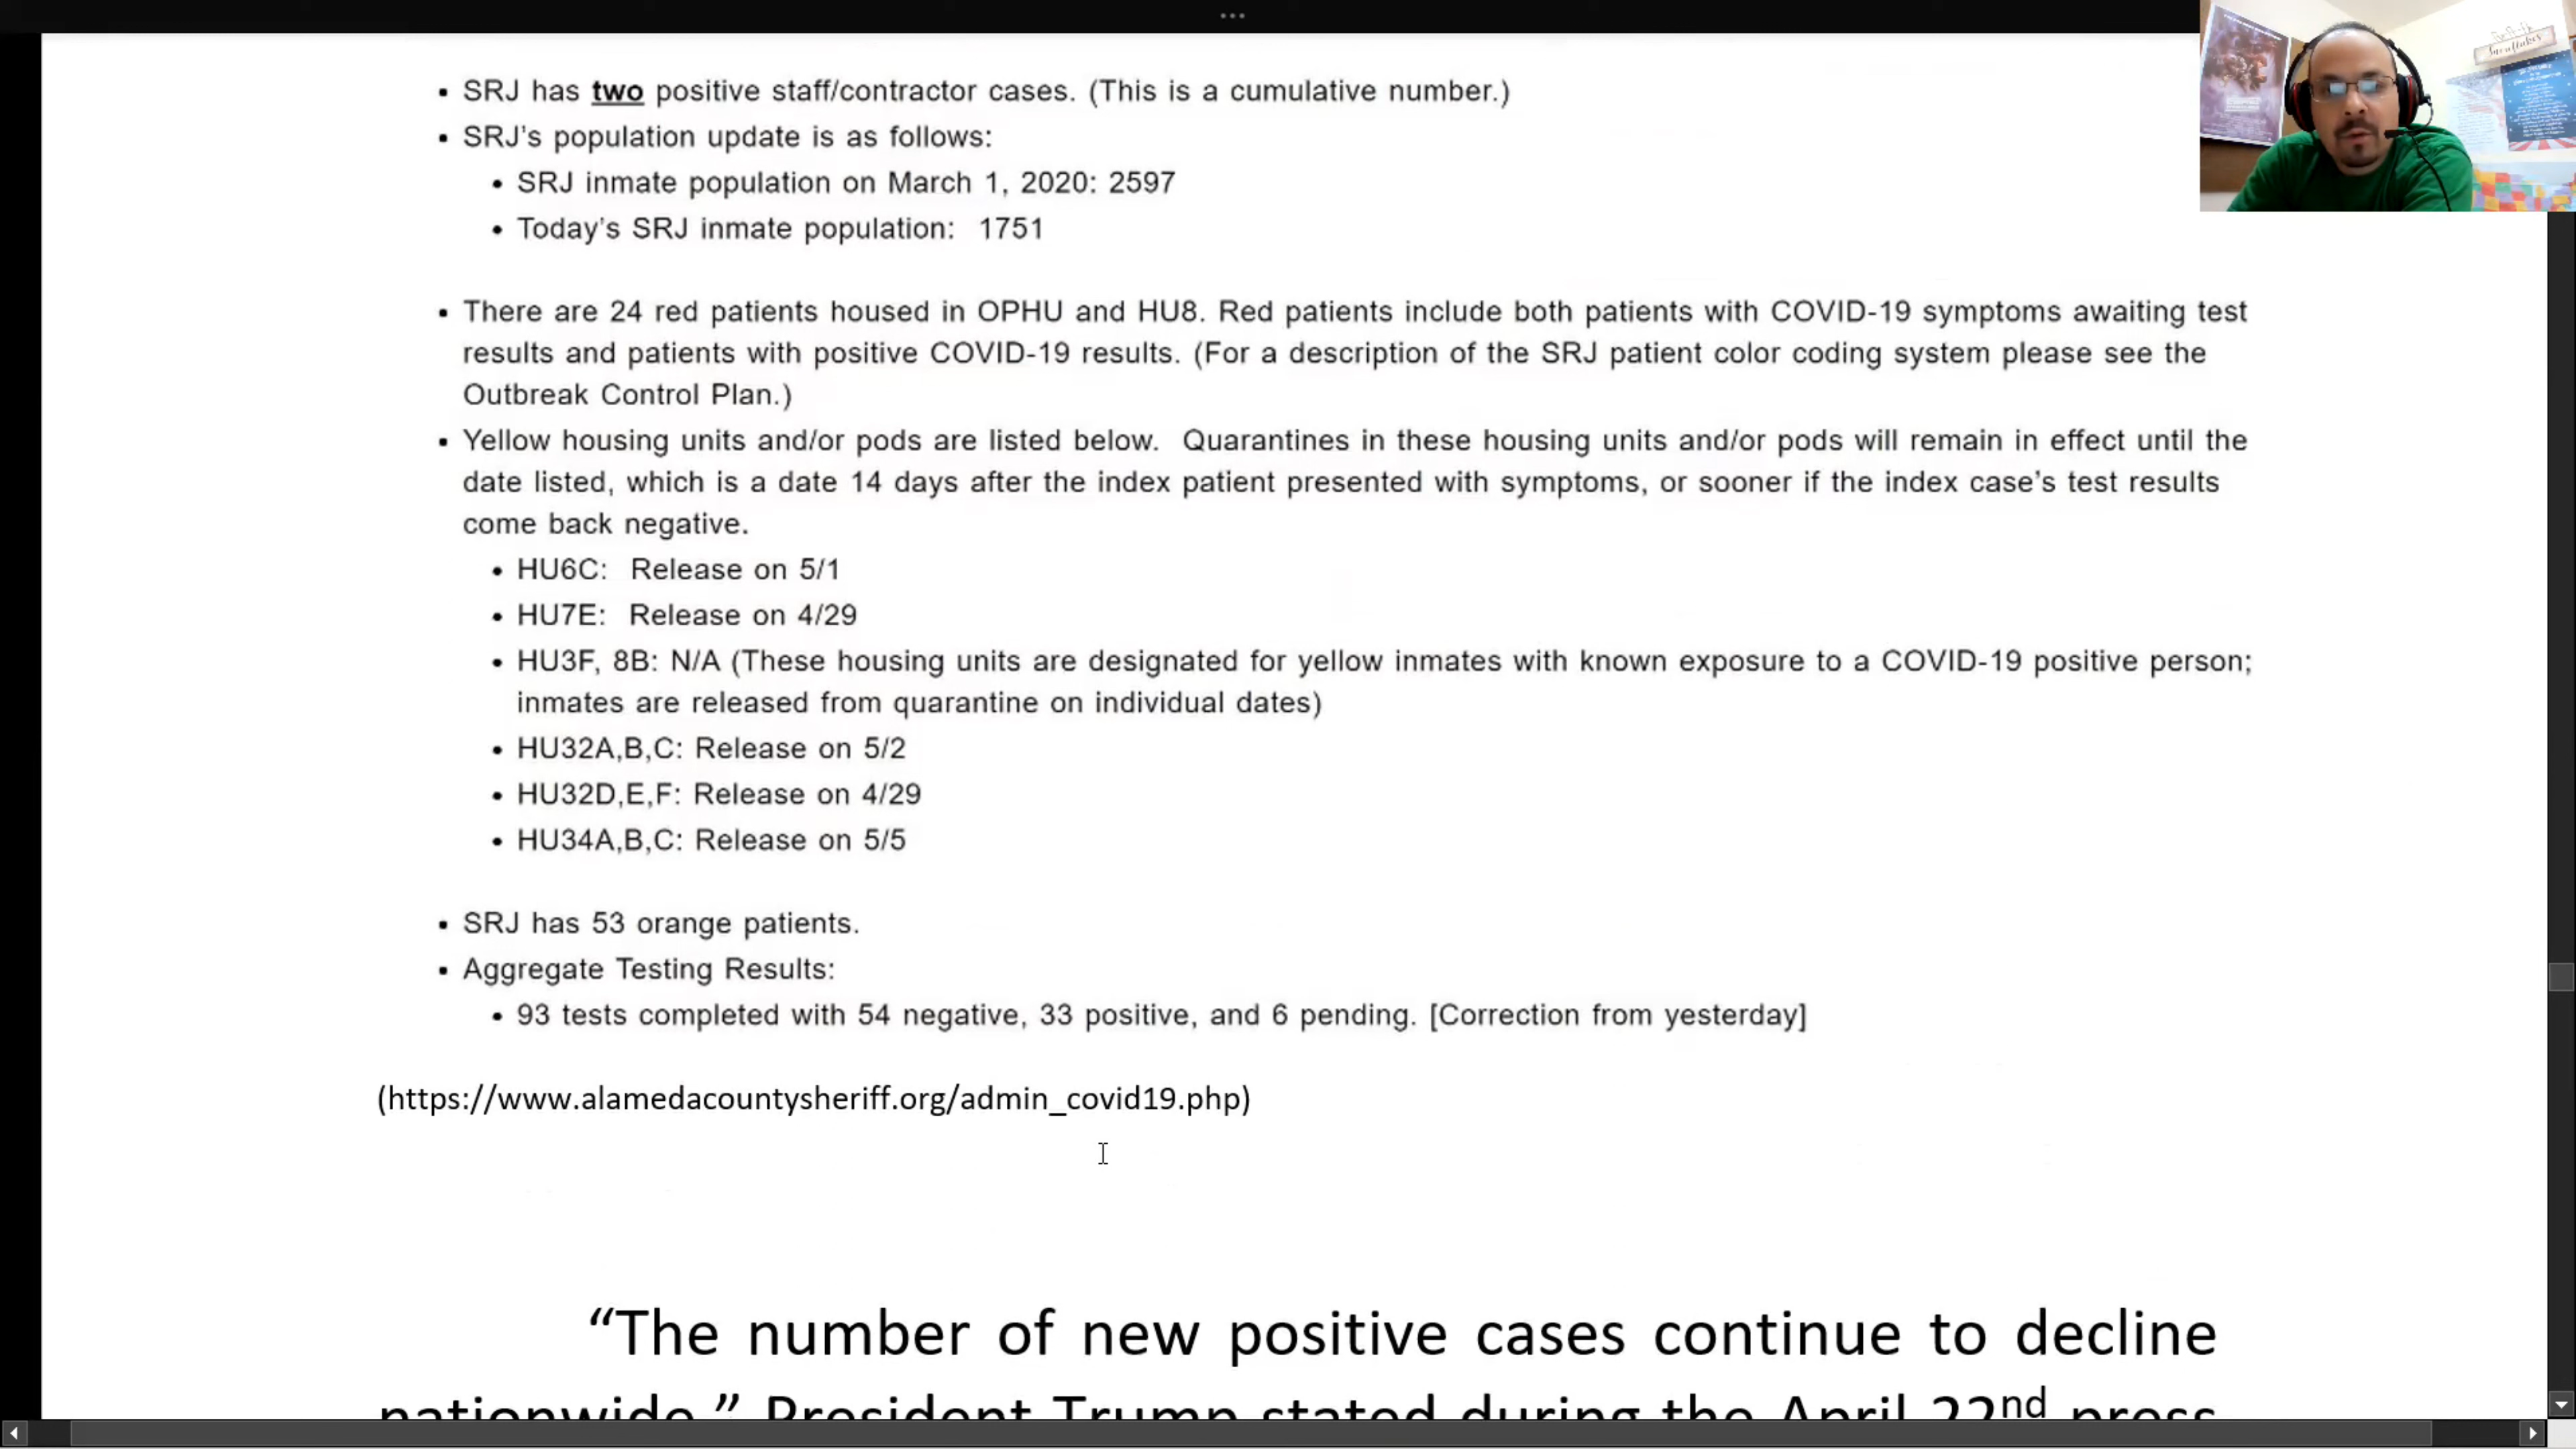 • SRJ has two positive staff/contractor cases. (This is a cumulative number.)
• SRJ's population update is as follows:
• SRJ inmate population on March 1, 2020: 2597
• Today's SRJ inmate population: 1751
• There are 24 red patients housed in OPHU and HU8. Red patients include both patients with COVID-19 symptoms awaiting test
results and patients with positive COVID-19 results. (For a description of the SRJ patient color coding system please see the
Outbreak Control Plan.)
• Yellow housing units and/or pods are listed below. Quarantines in these housing units and/or pods will remain in effect until the
date listed, which is a date 14 days after the index patient presented with symptoms, or sooner if the index case's test results
come back negative.
• HU6C: Release on 5/1
• HU7E: Release on 4/29
• HU3F, 8B: N/A (These housing units are designated for yellow inmates with known exposure to a COVID-19 positive person;
inmates are released from quarantine on individual dates)
• HU32A,B,C: Release on 5/2
• HU32D,E,F: Release on 4/29
• HU34A,B,C: Release on 5/5
• SRJ has 53 orange patients.
• Aggregate Testing Results:
• 93 tests completed with 54 negative, 33 positive, and 6 pending. [Correction from yesterday]
(https://www.alamedacountysheriff.org/admin_covid19.php)
“The number of new positive cases continue to decline
nationwide,” President Trump stated during the April 22nd press